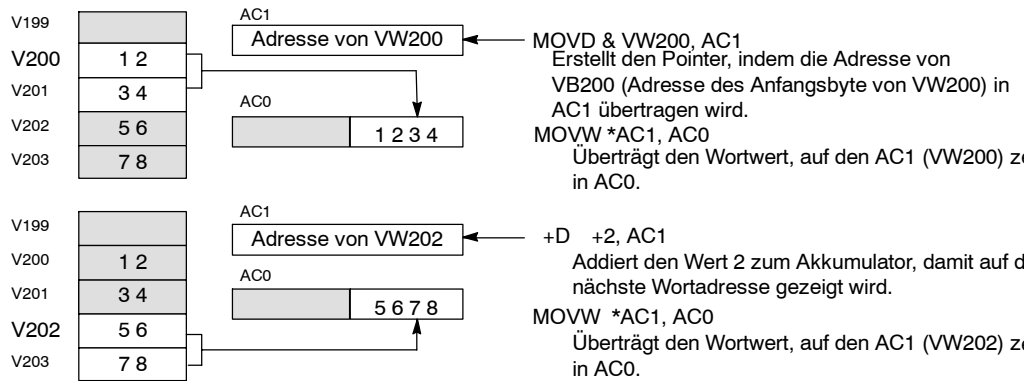 V199
V200
V201
V202
V203
1 2
3 4
5 6
7 8
AC1
Adresse von VW200
AC0
1 2 3 4
MOVD & VW200, AC1
Erstellt den Pointer, indem die Adresse von
VB200 (Adresse des Anfangsbyte von VW200) in
AC1 übertragen wird.
MOVW *AC1, AC0
Überträgt den Wortwert, auf den AC1 (VW200)
in AC0.
V199
V200
V201
V202
V203
1 2
3 4
5 6
7 8
AC1
Adresse von VW202
AC0
5 6 7 8
+D +2, AC1
Addiert den Wert 2 zum Akkumulator, damit auf
nächste Wortadresse gezeigt wird.
MOVW *AC1, AC0
Überträgt den Wortwert, auf den AC1 (VW202)
in AC0.